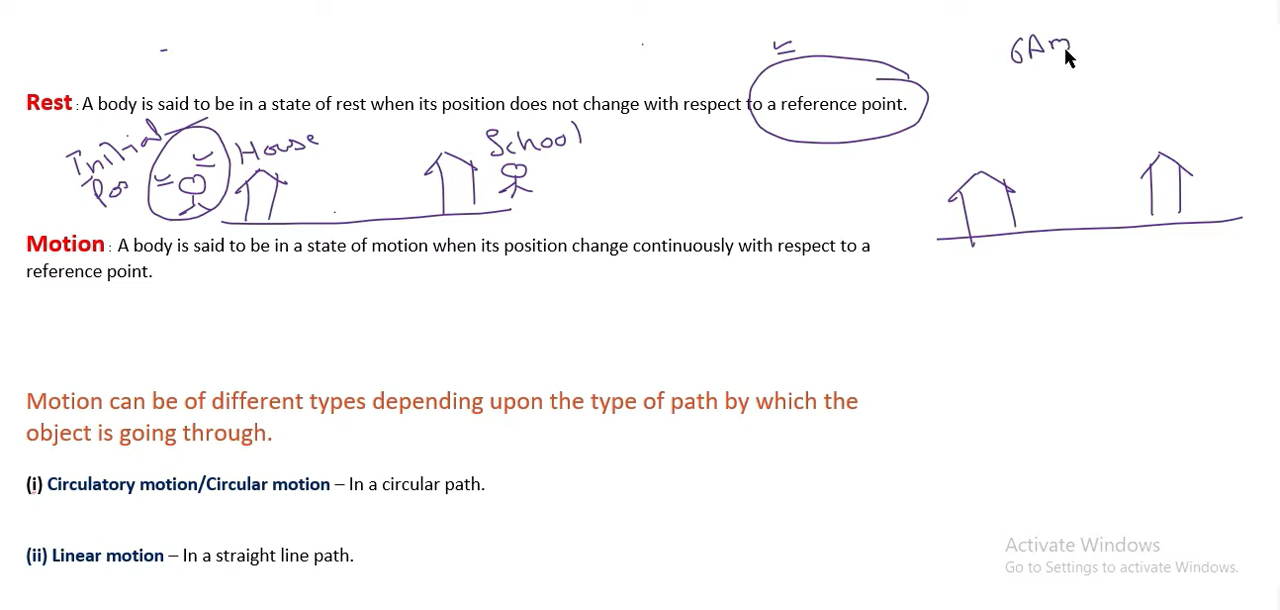 6Am
Rest : A body is said to be in a state of rest when its position does not change with respect to a reference point.
Initial
Pos
House
School
Motion : A body is said to be in a state of motion when its position change continuously with respect to a
reference point.
Motion can be of different types depending upon the type of path by which the
object is going through.
(i) Circulatory motion/Circular motion – In a circular path.
(ii) Linear motion – In a straight line path.
Activate Windows
Go to Settings to activate Windows.